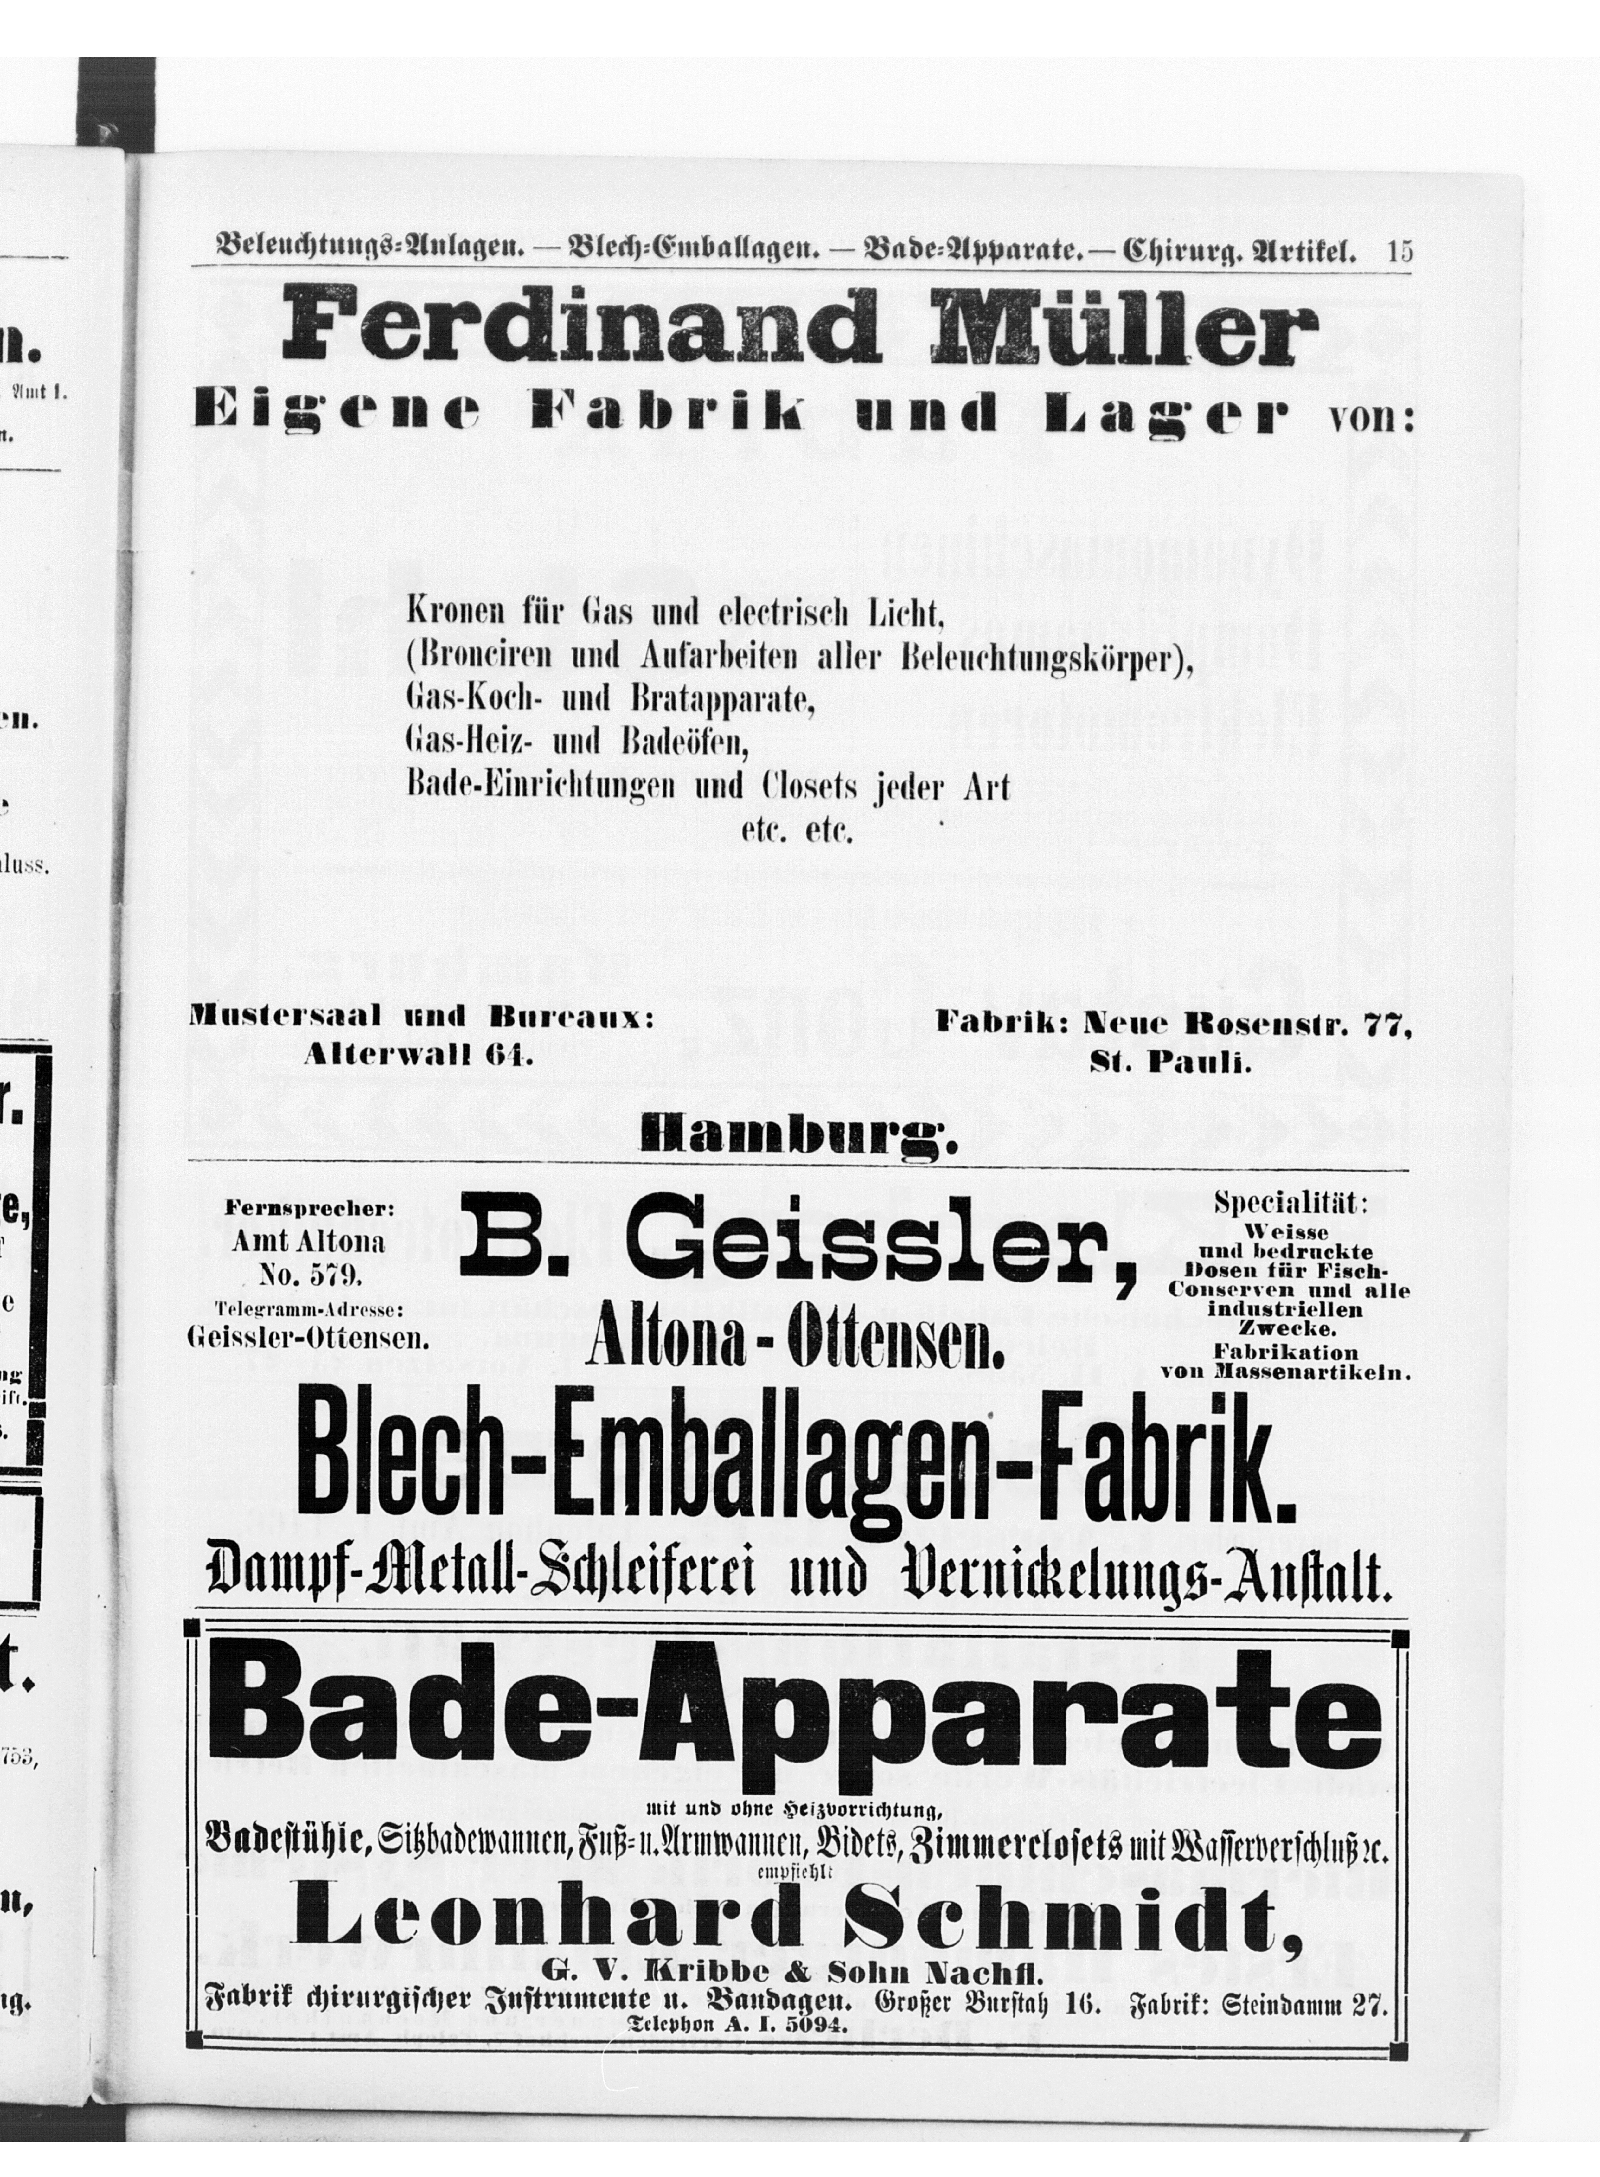 Beleuchtungs-Anlagen. — Blech-Emballagen. — Bade-Apparate. — Chirurg. Artikel. 15
Ferdinand Müller
Eigene Fabrik und Lager von:
Kronen für Gas und electrisch Licht,
(Bronciren und Aufarbeiten aller Beleuchtungskörper),
Gas-Koch- und Bratapparate,
Gas-Heiz- und Badeöfen,
Bade-Einrichtungen und Closets jeder Art
etc. etc.
Mustersaal und Bureaux:
Alterwall 64.
Fabrik: Neue Rosenstr. 77,
St. Pauli.
Hamburg.
Fernsprecher:
Amt Altona
No. 579.
Telegramm-Adresse:
Geissler-Ottensen.
B. Geissler,
Altona - Ottensen.
Specialität:
Weisse
und bedruckte
Dosen für Fisch-
Conserven und alle
industriellen
Zwecke.
Fabrikation
von Massenartikeln.
Blech-Emballagen-Fabrik.
Dampf-Metall-Schleiferei und Vernickelungs-Anstalt.
Bade-Apparate
mit und ohne Heizvorrichtung,
Badestühle, Sitzbadewannen, Fuß- u. Armwannen, Bidets, Zimmerclosets mit Wasserverschluß ꝛc.
empfiehlt
Leonhard Schmidt,
G. V. Kribbe & Sohn Nachfl.
Fabrik chirurgischer Instrumente u. Bandagen. Großer Burstah 16. Fabrik: Steindamm 27.
Telephon A. I. 5094.